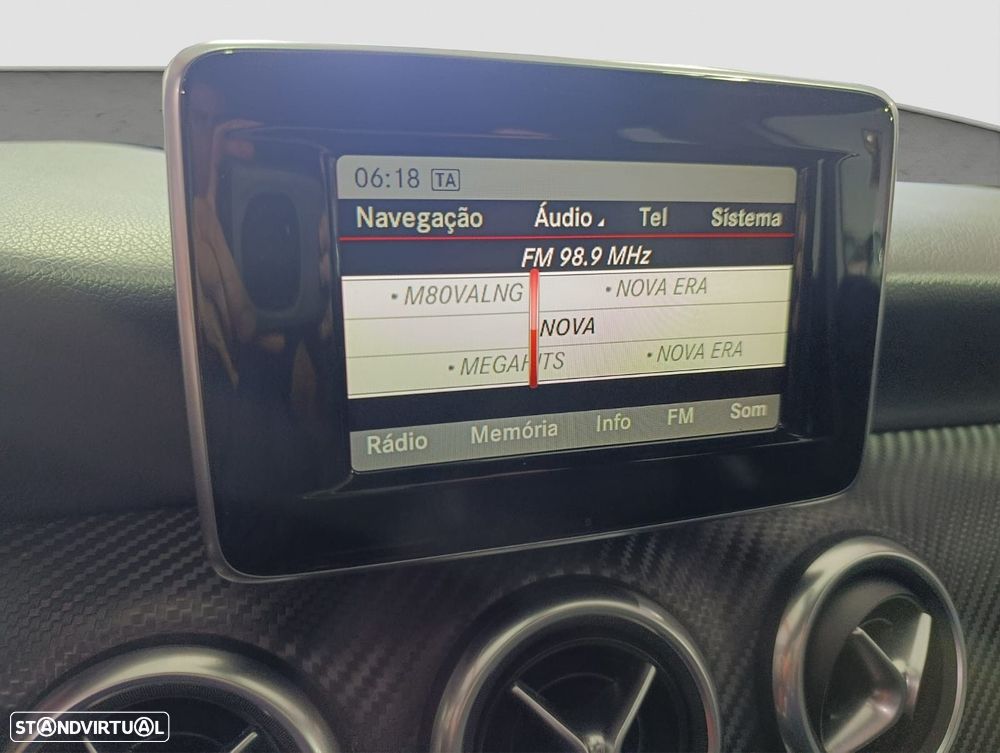 06:18 TA
Navegação Áudio Tel Sistema
FM 98.9 MHz
• M80VALNG • NOVA ERA
NOVA
• MEGAHITS • NOVA ERA
Rádio Memória Info FM Som
STANDVIRTUAL